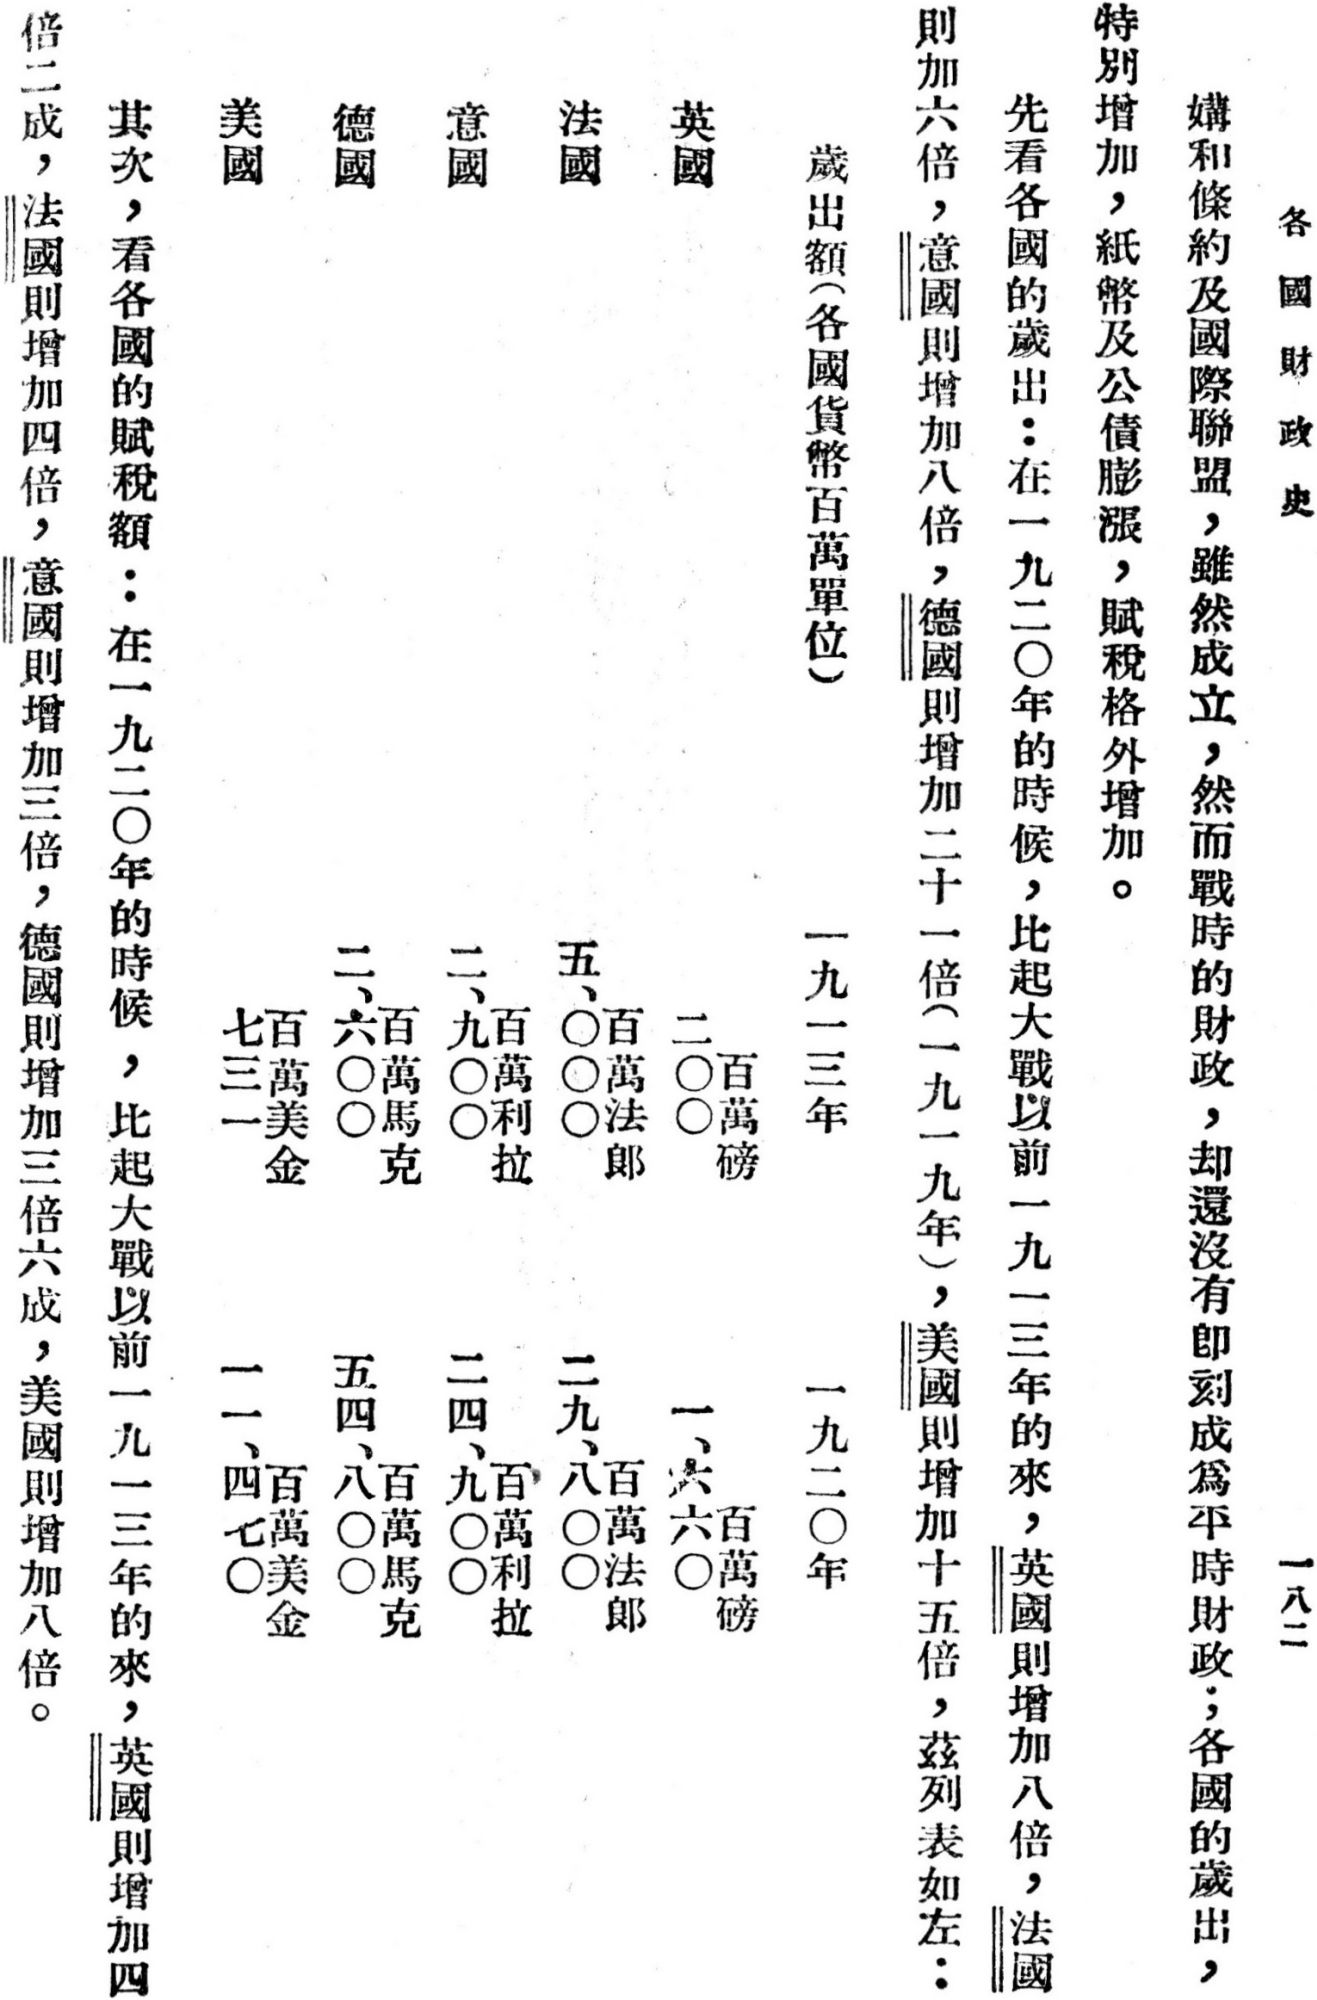 各國財政史
一八二
媾和條約及國際聯盟，雖然成立，然而戰時的財政，却還沒有卽刻成爲平時財政；各國的歲出，
特別增加，紙幣及公債膨漲，賦稅格外增加。
先看各國的歲出：在一九二〇年的時候，比起大戰以前一九一三年的來，英國則增加八倍，法國
則加六倍，意國則增加八倍，德國則增加二十一倍（一九一九年），美國則增加十五倍，茲列表如左：
歲出額（各國貨幣百萬單位） 一九一三年 一九二〇年
英國 二〇〇百萬磅 一、六六〇百萬磅
法國 五、〇〇〇百萬法郎 二九、八〇〇百萬法郎
意國 二、九〇〇百萬利拉 二四、九〇〇百萬利拉
德國 二、六〇〇百萬馬克 五四、八〇〇百萬馬克
美國 七三一百萬美金 一一、四七〇百萬美金
其次，看各國的賦稅額：在一九二〇年的時候，比起大戰以前一九一三年的來，英國則增加四
倍二成，法國則增加四倍，意國則增加三倍，德國則增加三倍六成，美國則增加八倍。